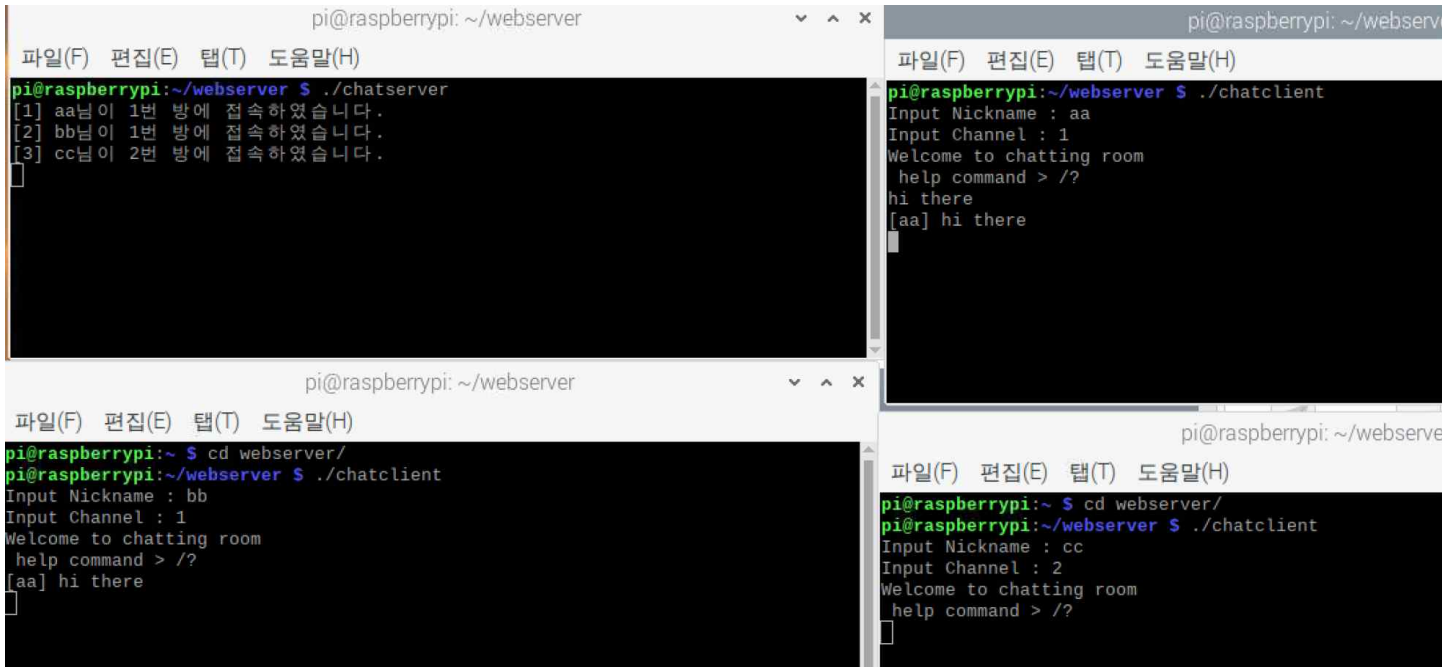 pi@raspberrypi: ~/webserver
파일(F) 편집(E) 탭(T) 도움말(H)
pi@raspberrypi:~/webserver $ ./chatserver
[1] aa님이 1번 방에 접속하였습니다.
[2] bb님이 1번 방에 접속하였습니다.
[3] cc님이 2번 방에 접속하였습니다.
pi@raspberrypi: ~/webserv
파일(F) 편집(E) 탭(T) 도움말(H)
pi@raspberrypi:~/webserver $ ./chatclient
Input Nickname : aa
Input Channel : 1
Welcome to chatting room
help command > /?
hi there
[aa] hi there
pi@raspberrypi: ~/webserver
파일(F) 편집(E) 탭(T) 도움말(H)
pi@raspberrypi:~ $ cd webserver/
pi@raspberrypi:~/webserver $ ./chatclient
Input Nickname : bb
Input Channel : 1
Welcome to chatting room
help command > /?
[aa] hi there
pi@raspberrypi: ~/webserve
파일(F) 편집(E) 탭(T) 도움말(H)
pi@raspberrypi:~ $ cd webserver/
pi@raspberrypi:~/webserver $ ./chatclient
Input Nickname : cc
Input Channel : 2
Welcome to chatting room
help command > /?